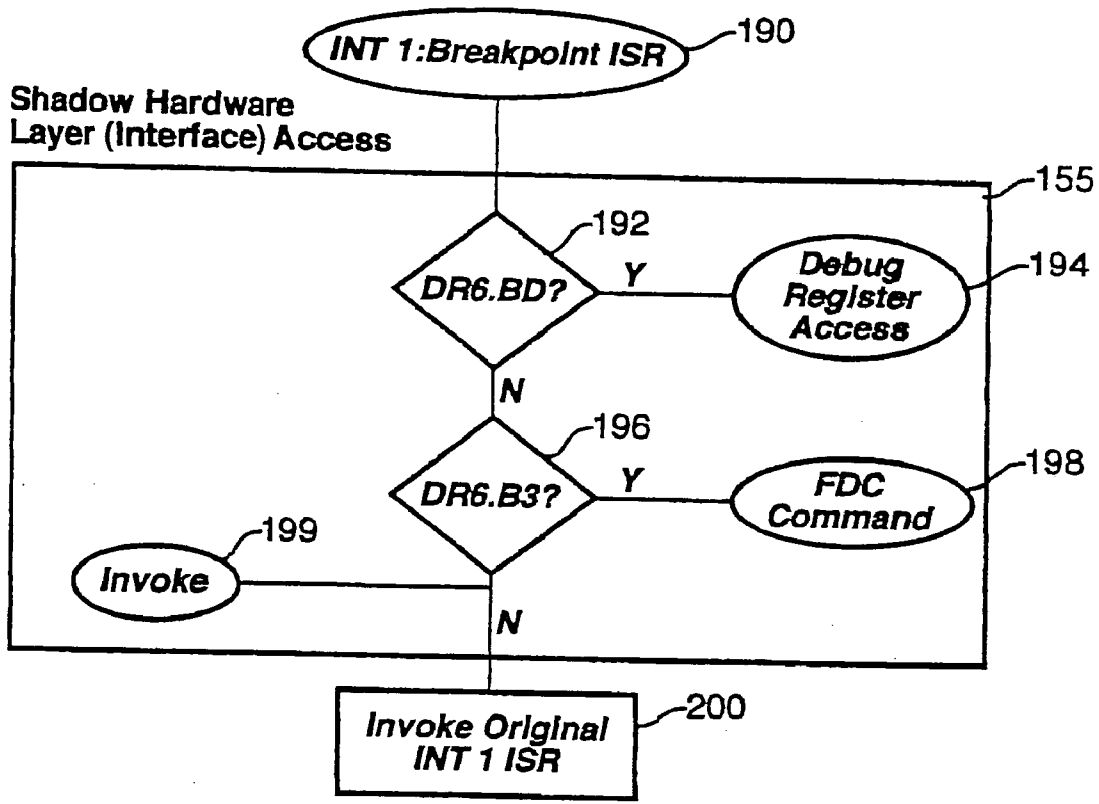 INT 1:Breakpoint ISR
190
Shadow Hardware
Layer (Interface) Access
155
192
DR6.BD?
Y
Debug
Register
Access
194
N
196
DR6.B3?
Y
FDC
Command
198
199
Invoke
N
Invoke Original
INT 1 ISR
200